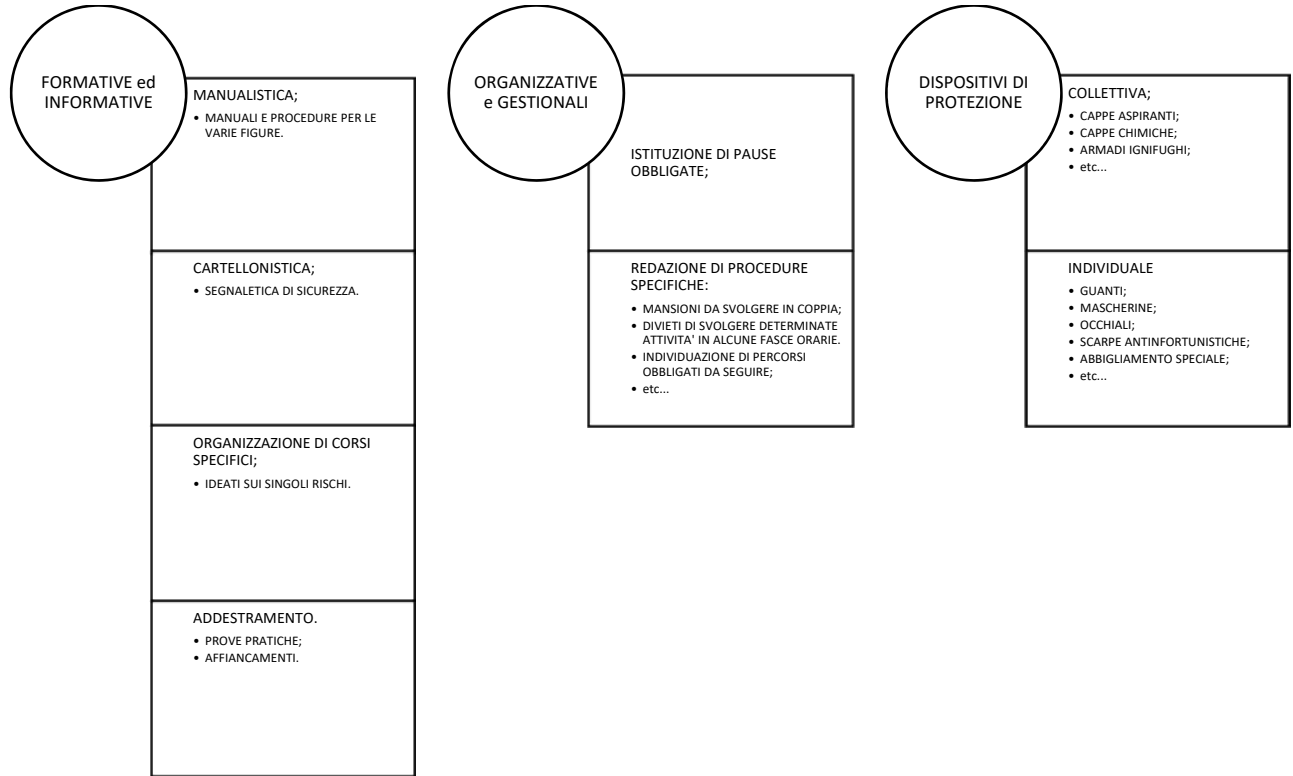 FORMATIVE ed
INFORMATIVE
MANUALISTICA;
• MANUALI E PROCEDURE PER LE
VARIE FIGURE.
CARTELLONISTICA;
• SEGNALETICA DI SICUREZZA.
ORGANIZZAZIONE DI CORSI
SPECIFICI;
• IDEATI SUI SINGOLI RISCHI.
ADDESTRAMENTO.
• PROVE PRATICHE;
• AFFIANCAMENTI.
ORGANIZZATIVE
e GESTIONALI
ISTITUZIONE DI PAUSE
OBBLIGATE;
REDAZIONE DI PROCEDURE
SPECIFICHE:
• MANSIONI DA SVOLGERE IN COPPIA;
• DIVIETI DI SVOLGERE DETERMINATE
ATTIVITA' IN ALCUNE FASCE ORARIE.
• INDIVIDUAZIONE DI PERCORSI
OBBLIGATI DA SEGUIRE;
• etc...
DISPOSITIVI DI
PROTEZIONE
COLLETTIVA;
• CAPPE ASPIRANTI;
• CAPPE CHIMICHE;
• ARMADI IGNIFUGHI;
• etc...
INDIVIDUALE
• GUANTI;
• MASCHERINE;
• OCCHIALI;
• SCARPE ANTINFORTUNISTICHE;
• ABBIGLIAMENTO SPECIALE;
• etc...